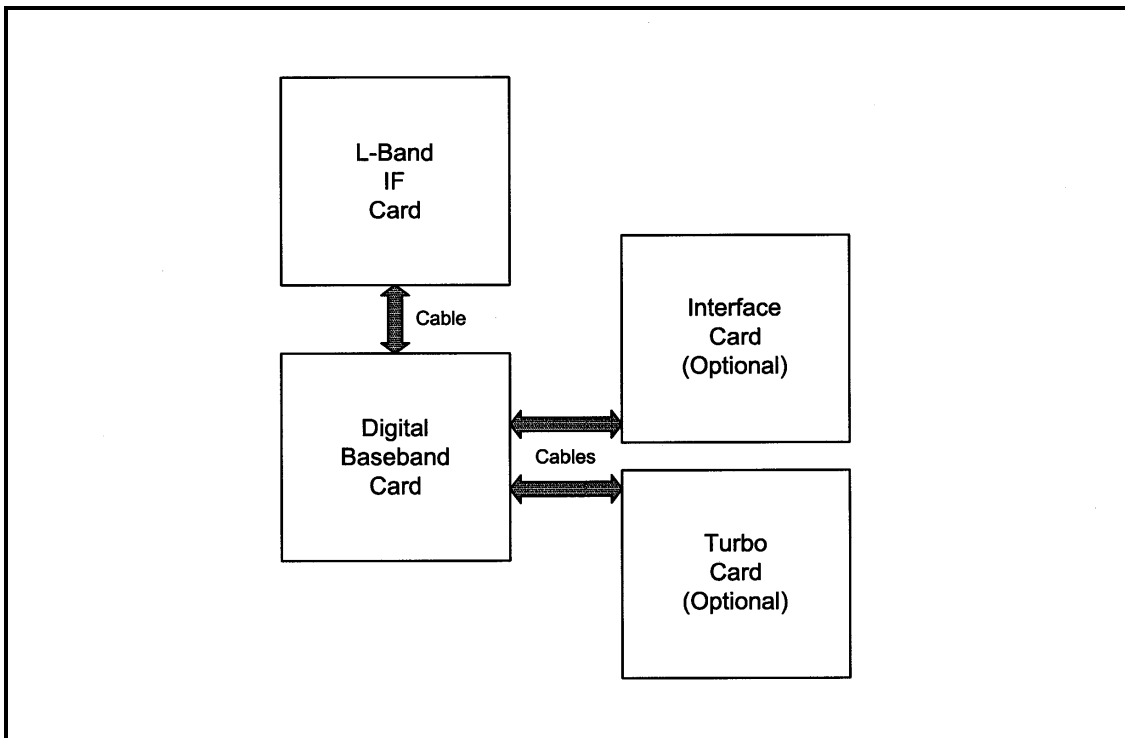 L-Band
IF
Card
Cable
Interface
Card
(Optional)
Digital
Baseband
Card
Cables
Turbo
Card
(Optional)